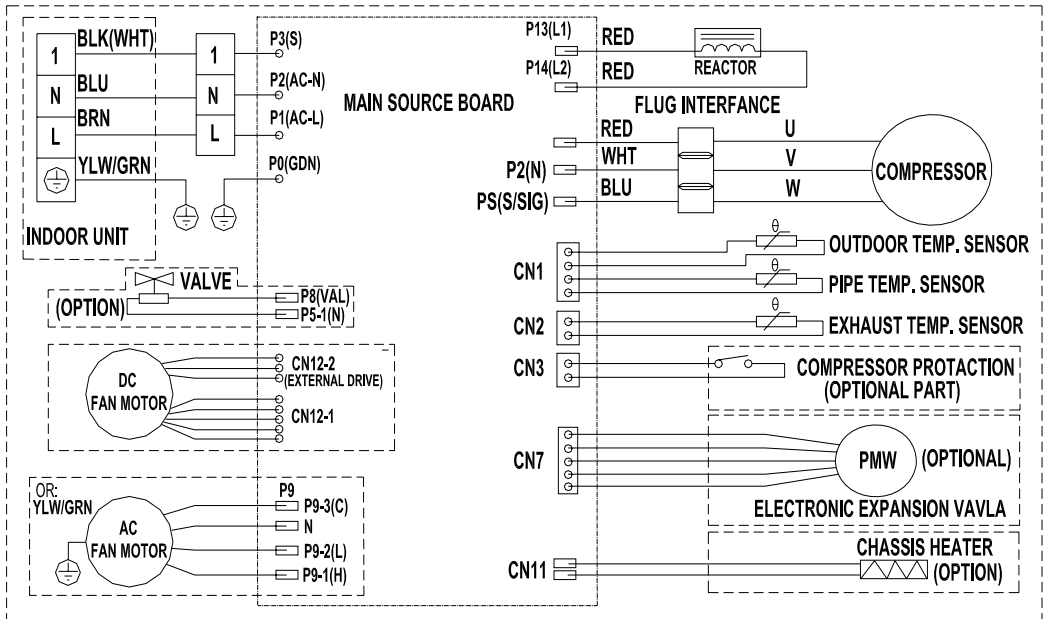 1
BLK(WHT)
N
BLU
L
BRN
YLW/GRN
INDOOR UNIT
1
N
L
P3(S)
P2(AC-N)
P1(AC-L)
P0(GDN)
MAIN SOURCE BOARD
P13(L1)
RED
P14(L2)
RED
REACTOR
FLUG INTERFANCE
RED
U
P2(N)
WHT
V
PS(S/SIG)
BLU
W
COMPRESSOR
CN1
θ
OUTDOOR TEMP. SENSOR
θ
PIPE TEMP. SENSOR
CN2
θ
EXHAUST TEMP. SENSOR
CN3
COMPRESSOR PROTACTION
(OPTIONAL PART)
VALVE
(OPTION)
P8(VAL)
P5-1(N)
DC
FAN MOTOR
CN12-2
(EXTERNAL DRIVE)
CN12-1
CN7
PMW
(OPTIONAL)
ELECTRONIC EXPANSION VAVLA
OR:
YLW/GRN
AC
FAN MOTOR
P9
P9-3(C)
N
P9-2(L)
P9-1(H)
CN11
CHASSIS HEATER
(OPTION)